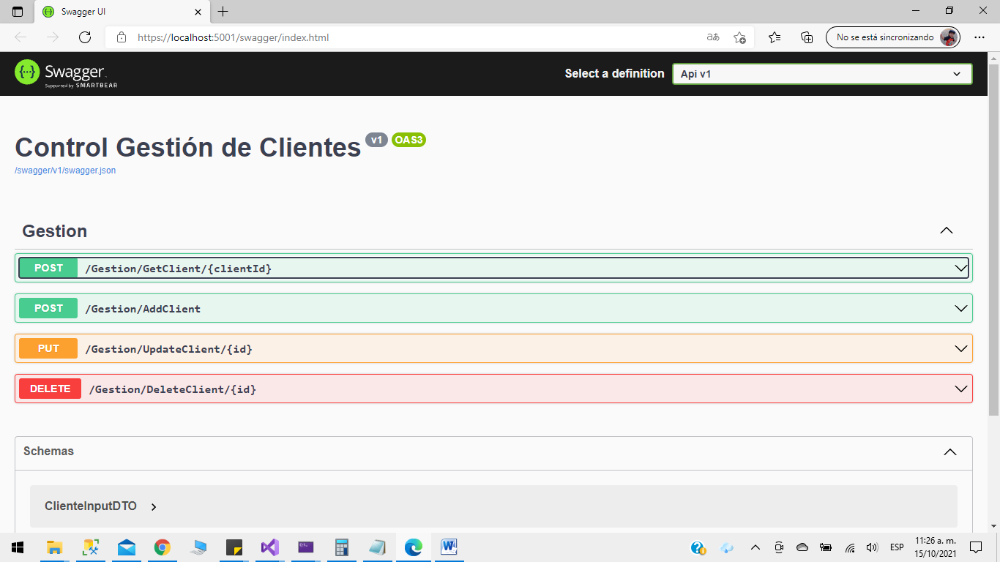 Swagger UI
https://localhost:5001/swagger/index.html
aあ
No se está sincronizando
Swagger
Supported by SMARTBEAR
Select a definition
Api v1
Control Gestión de Clientes v1 OAS3
/swagger/v1/swagger.json
Gestion
POST /Gestion/GetClient/{clientId}
POST /Gestion/AddClient
PUT /Gestion/UpdateClient/{id}
DELETE /Gestion/DeleteClient/{id}
Schemas
ClienteInputDTO
ESP
11:26 a. m.
15/10/2021